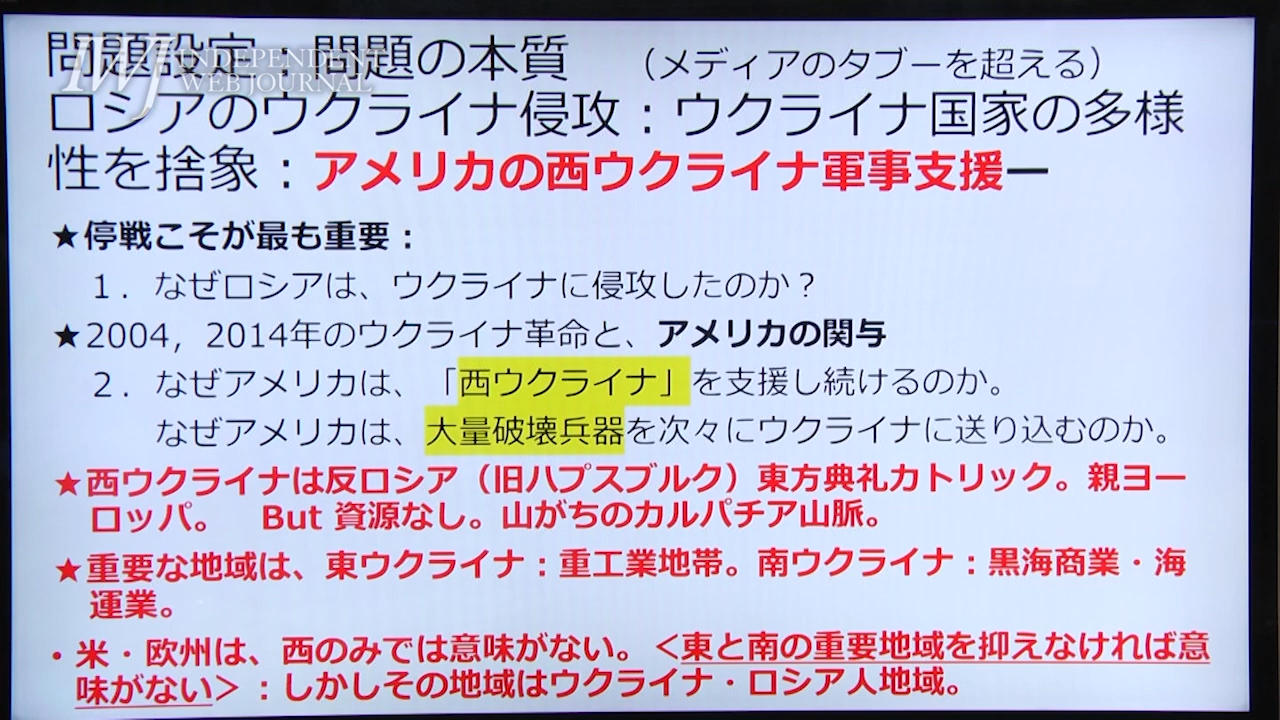 IWJ INDEPENDENT
WEB JOURNAL
問題設定：問題の本質　（メディアのタブーを超える）
ロシアのウクライナ侵攻：ウクライナ国家の多様
性を捨象：アメリカの西ウクライナ軍事支援ー
★停戦こそが最も重要：
１．なぜロシアは、ウクライナに侵攻したのか？
★2004，2014年のウクライナ革命と、アメリカの関与
２．なぜアメリカは、「西ウクライナ」を支援し続けるのか。
なぜアメリカは、大量破壊兵器を次々にウクライナに送り込むのか。
★西ウクライナは反ロシア（旧ハプスブルク）東方典礼カトリック。親ヨー
ロッパ。　But 資源なし。山がちのカルパチア山脈。
★重要な地域は、東ウクライナ：重工業地帯。南ウクライナ：黒海商業・海
運業。
・米・欧州は、西のみでは意味がない。＜東と南の重要地域を抑えなければ意
味がない＞：しかしその地域はウクライナ・ロシア人地域。